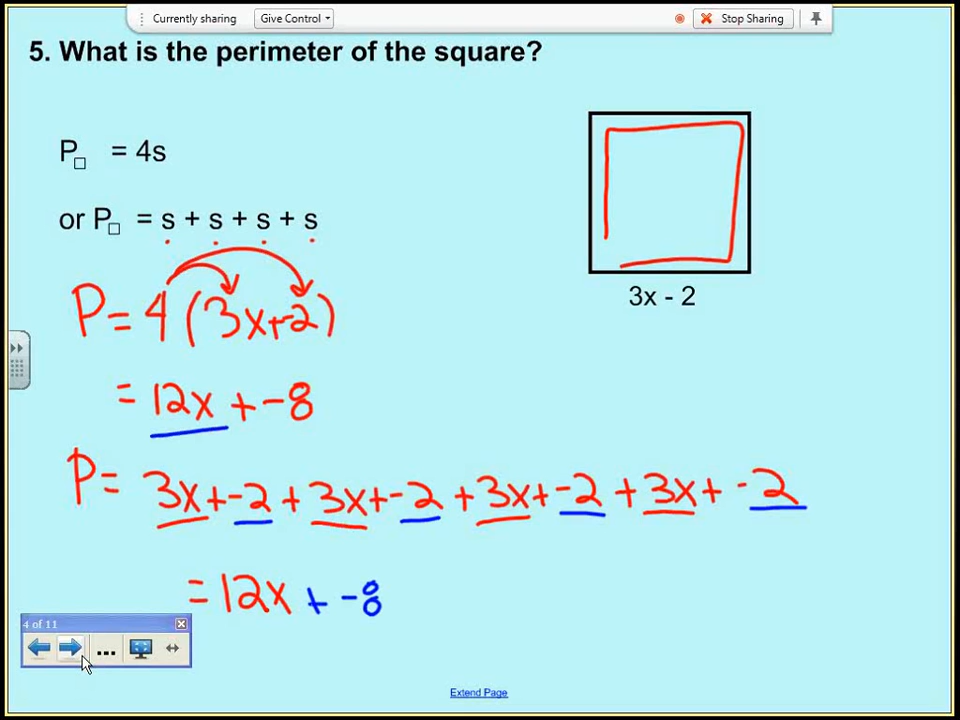 Currently sharing Give Control Stop Sharing
5. What is the perimeter of the square?
P□ = 4s
or P□ = s + s + s + s
3x - 2
P = 4 (3x+-2)
= 12x + -8
P = 3x+-2 + 3x+-2 + 3x+-2 + 3x+ -2
= 12x + -8
4 of 11
Extend Page